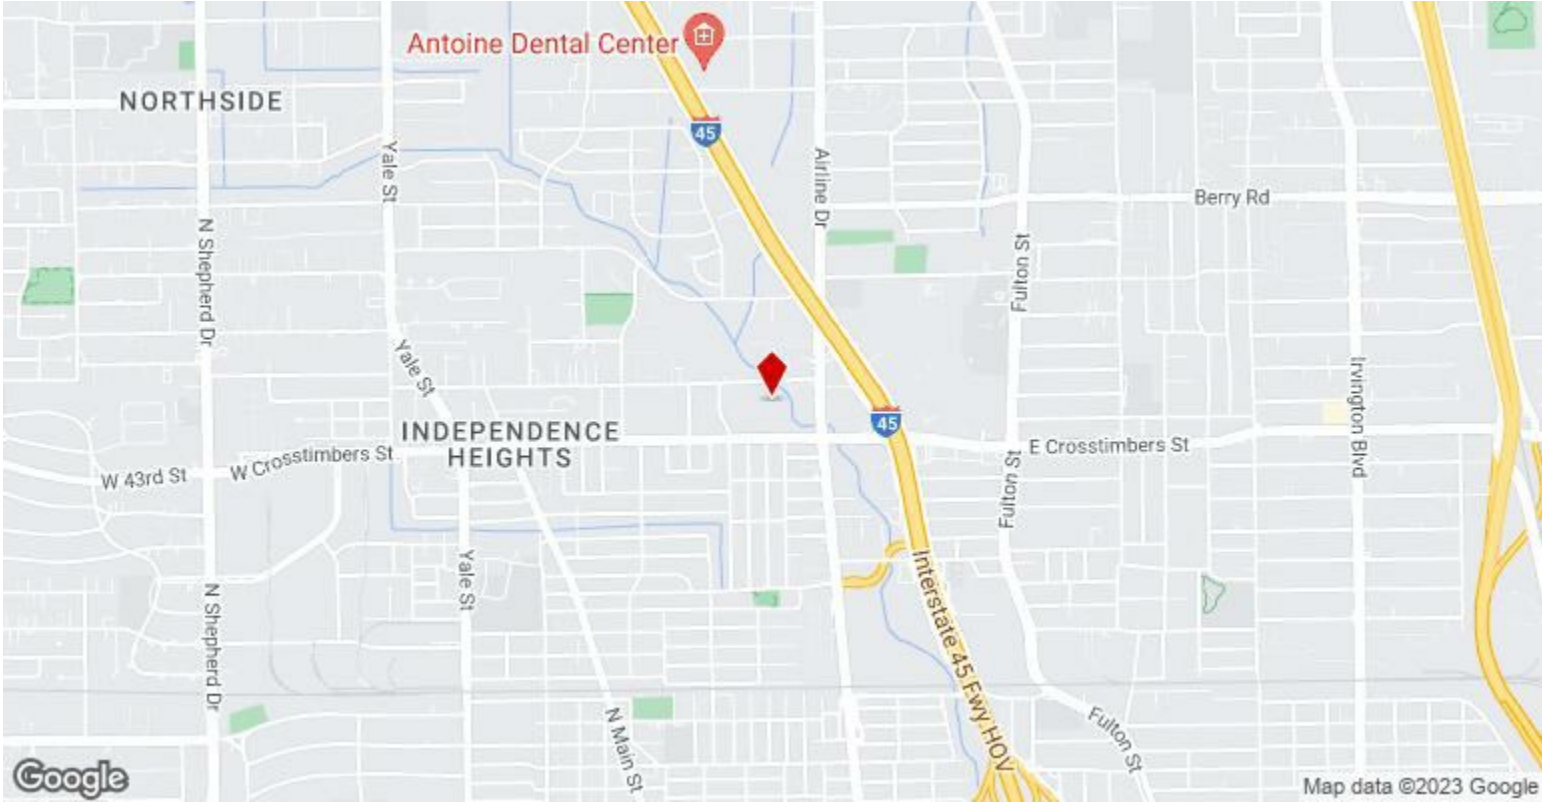 Antoine Dental Center
NORTHSIDE
45
Yale St
Airline Dr
Berry Rd
N Shepherd Dr
Fulton St
Yale St
Irvington Blvd
45
INDEPENDENCE
HEIGHTS
E Crosstimbers St
W Crosstimbers St
W 43rd St
Fulton St
Yale St
Interstate 45 Fwy HOV
N Shepherd Dr
N Main St
Fulton St
Google
Map data ©2023 Google